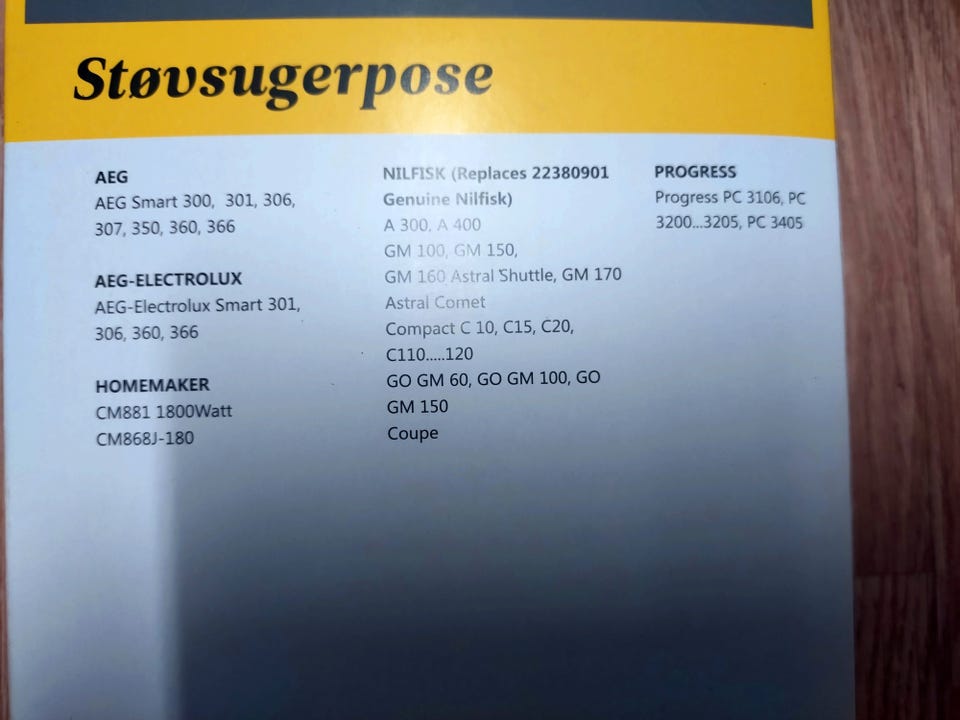 Støvsugerpose
AEG
AEG Smart 300, 301, 306,
307, 350, 360, 366
AEG-ELECTROLUX
AEG-Electrolux Smart 301,
306, 360, 366
HOMEMAKER
CM881 1800Watt
CM868J-180
NILFISK (Replaces 22380901
Genuine Nilfisk)
A 300, A 400
GM 100, GM 150,
GM 160 Astral Shuttle, GM 170
Astral Comet
Compact C 10, C15, C20,
C110.....120
GO GM 60, GO GM 100, GO
GM 150
Coupe
PROGRESS
Progress PC 3106, PC
3200...3205, PC 3405